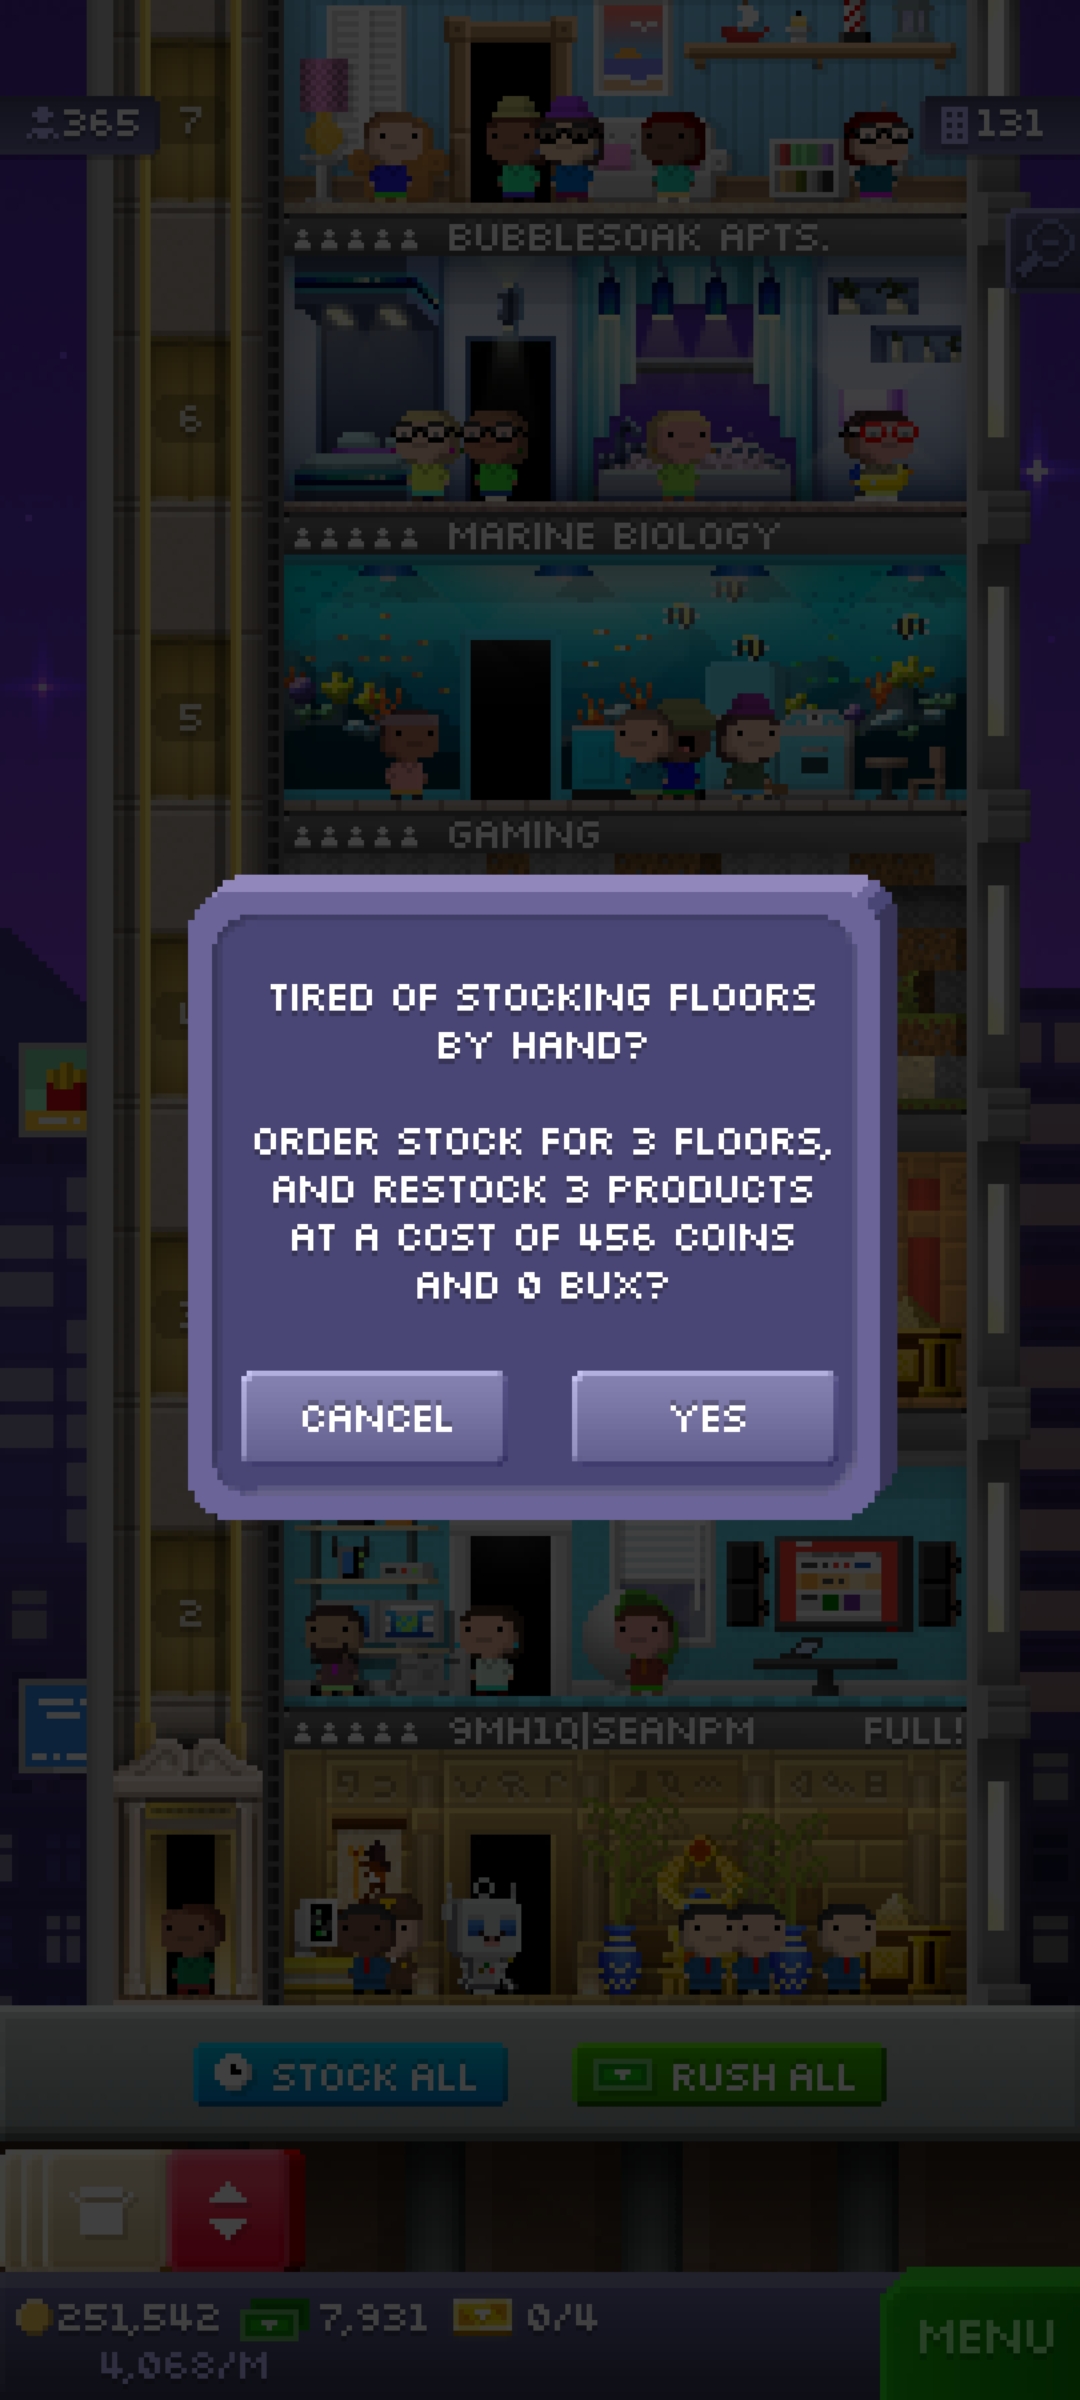 365
7
131
BUBBLESOAK APTS.
6
MARINE BIOLOGY
5
GAMING
TIRED OF STOCKING FLOORS
BY HAND?
ORDER STOCK FOR 3 FLOORS,
AND RESTOCK 3 PRODUCTS
AT A COST OF 456 COINS
AND 0 BUX?
CANCEL
YES
2
9MH1Q|SEANPM
FULL!
STOCK ALL
RUSH ALL
251,542
7,931
0/4
4,068/M
MENU